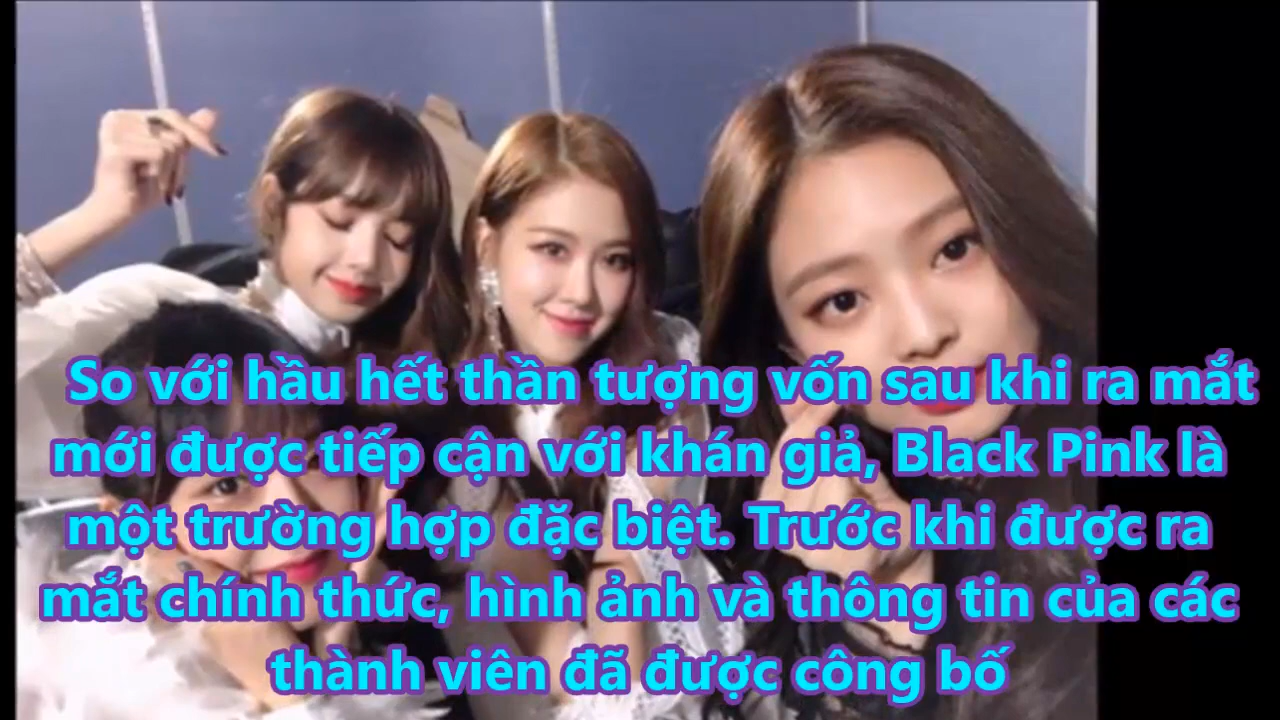 So với hầu hết thần tượng vốn sau khi ra mắt
mới được tiếp cận với khán giả, Black Pink là
một trường hợp đặc biệt. Trước khi được ra
mắt chính thức, hình ảnh và thông tin của các
thành viên đã được công bố